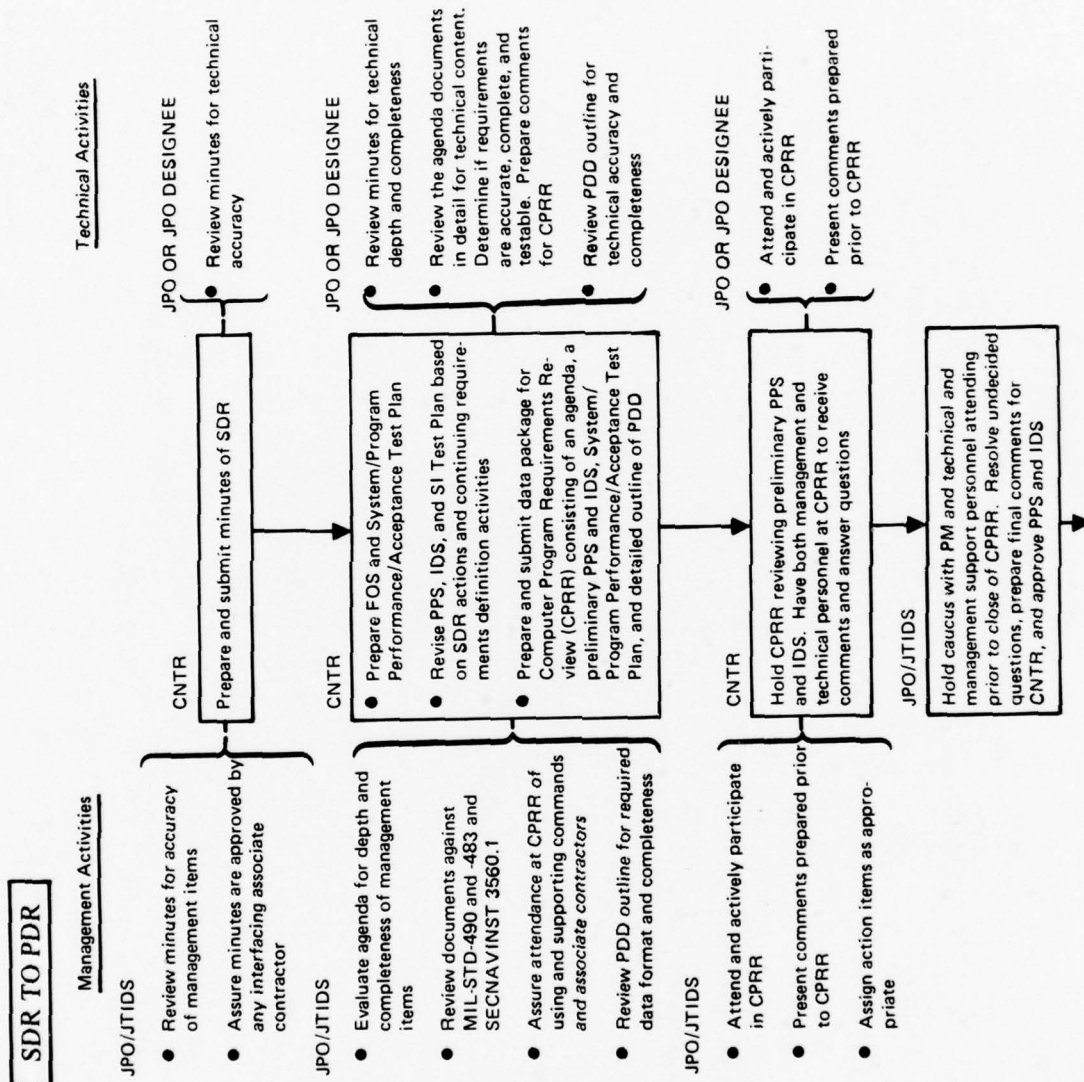 SDR TO PDR
Management Activities
Technical Activities
JPO/JTIDS
● Review minutes for accuracy
of management items
● Assure minutes are approved by
any interfacing associate
contractor
CNTR
Prepare and submit minutes of SDR
JPO OR JPO DESIGNEE
● Review minutes for technical
accuracy
JPO/JTIDS
● Evaluate agenda for depth and
completeness of management
items
● Review documents against
MIL-STD-490 and -483 and
SECNAVINST 3560.1
● Assure attendance at CPRR of
using and supporting commands
and associate contractors
● Review PDD outline for required
data format and completeness
CNTR
● Prepare FOS and System/Program
Performance/Acceptance Test Plan
● Revise PPS, IDS, and SI Test Plan based
on SDR actions and continuing require-
ments definition activities
● Prepare and submit data package for
Computer Program Requirements Re-
view (CPRR) consisting of an agenda, a
preliminary PPS and IDS, System/
Program Performance/Acceptance Test
Plan, and detailed outline of PDD
JPO OR JPO DESIGNEE
● Review minutes for technical
depth and completeness
● Review the agenda documents
in detail for technical content.
Determine if requirements
are accurate, complete, and
testable. Prepare comments
for CPRR
● Review PDD outline for
technical accuracy and
completeness
JPO/JTIDS
● Attend and actively participate
in CPRR
● Present comments prepared prior
to CPRR
● Assign action items as appro-
priate
CNTR
Hold CPRR reviewing preliminary PPS
and IDS. Have both management and
technical personnel at CPRR to receive
comments and answer questions
JPO OR JPO DESIGNEE
● Attend and actively parti-
cipate in CPRR
● Present comments prepared
prior to CPRR
JPO/JTIDS
Hold caucus with PM and technical and
management support personnel attending
prior to close of CPRR. Resolve undecided
questions, prepare final comments for
CNTR, and approve PPS and IDS